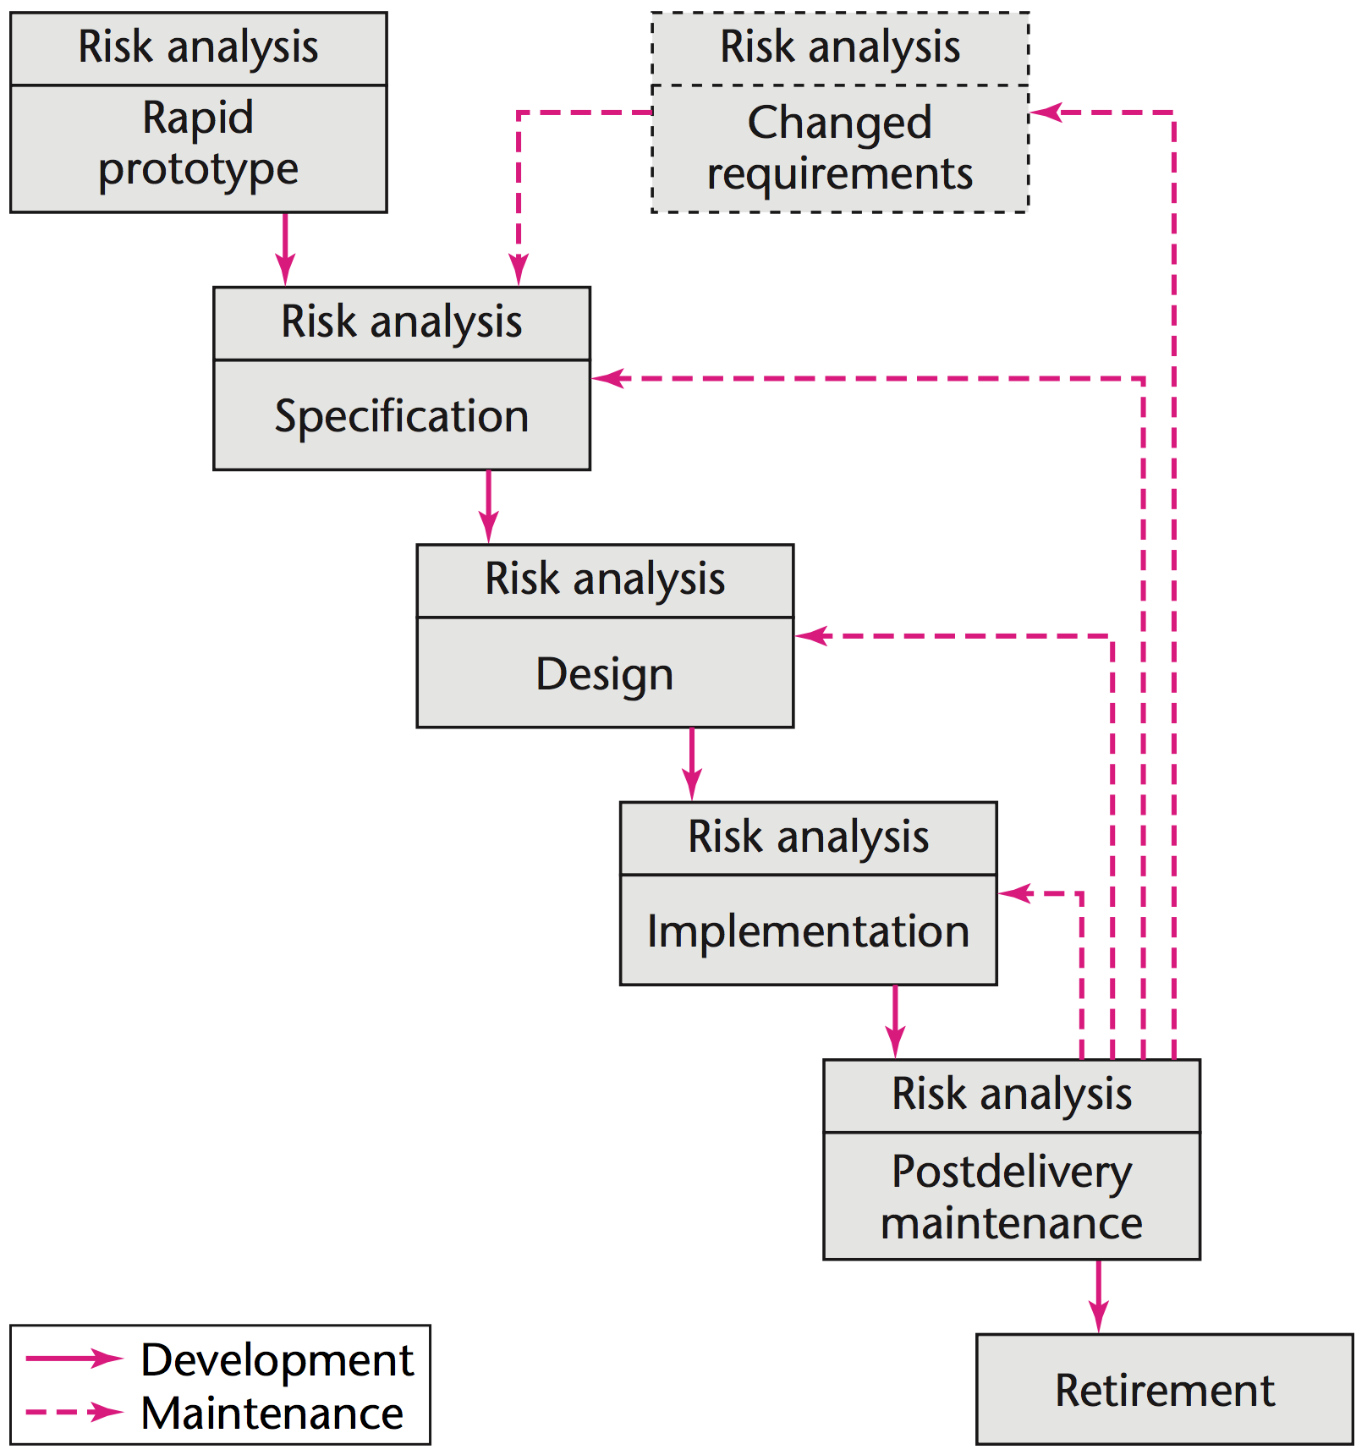 Risk analysis
Rapid
prototype
Risk analysis
Changed
requirements
Risk analysis
Specification
Risk analysis
Design
Risk analysis
Implementation
Risk analysis
Postdelivery
maintenance
Retirement
Development
Maintenance